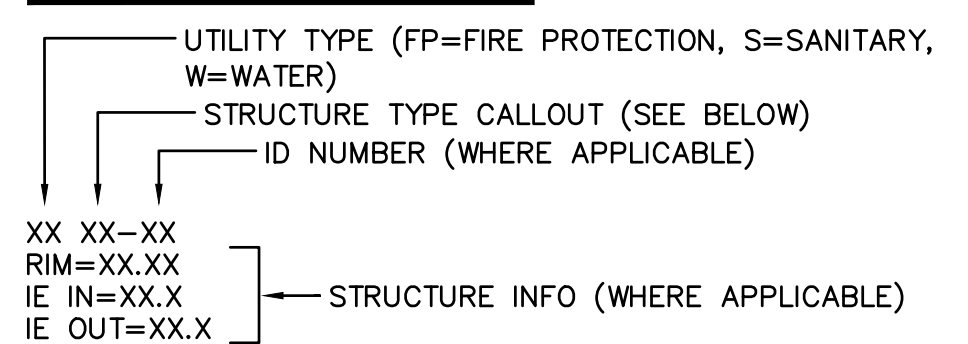 UTILITY TYPE (FP=FIRE PROTECTION, S=SANITARY,
W=WATER)
STRUCTURE TYPE CALLOUT (SEE BELOW)
ID NUMBER (WHERE APPLICABLE)
XX XX-XX
RIM=XX.XX
IE IN=XX.X
STRUCTURE INFO (WHERE APPLICABLE)
IE OUT=XX.X